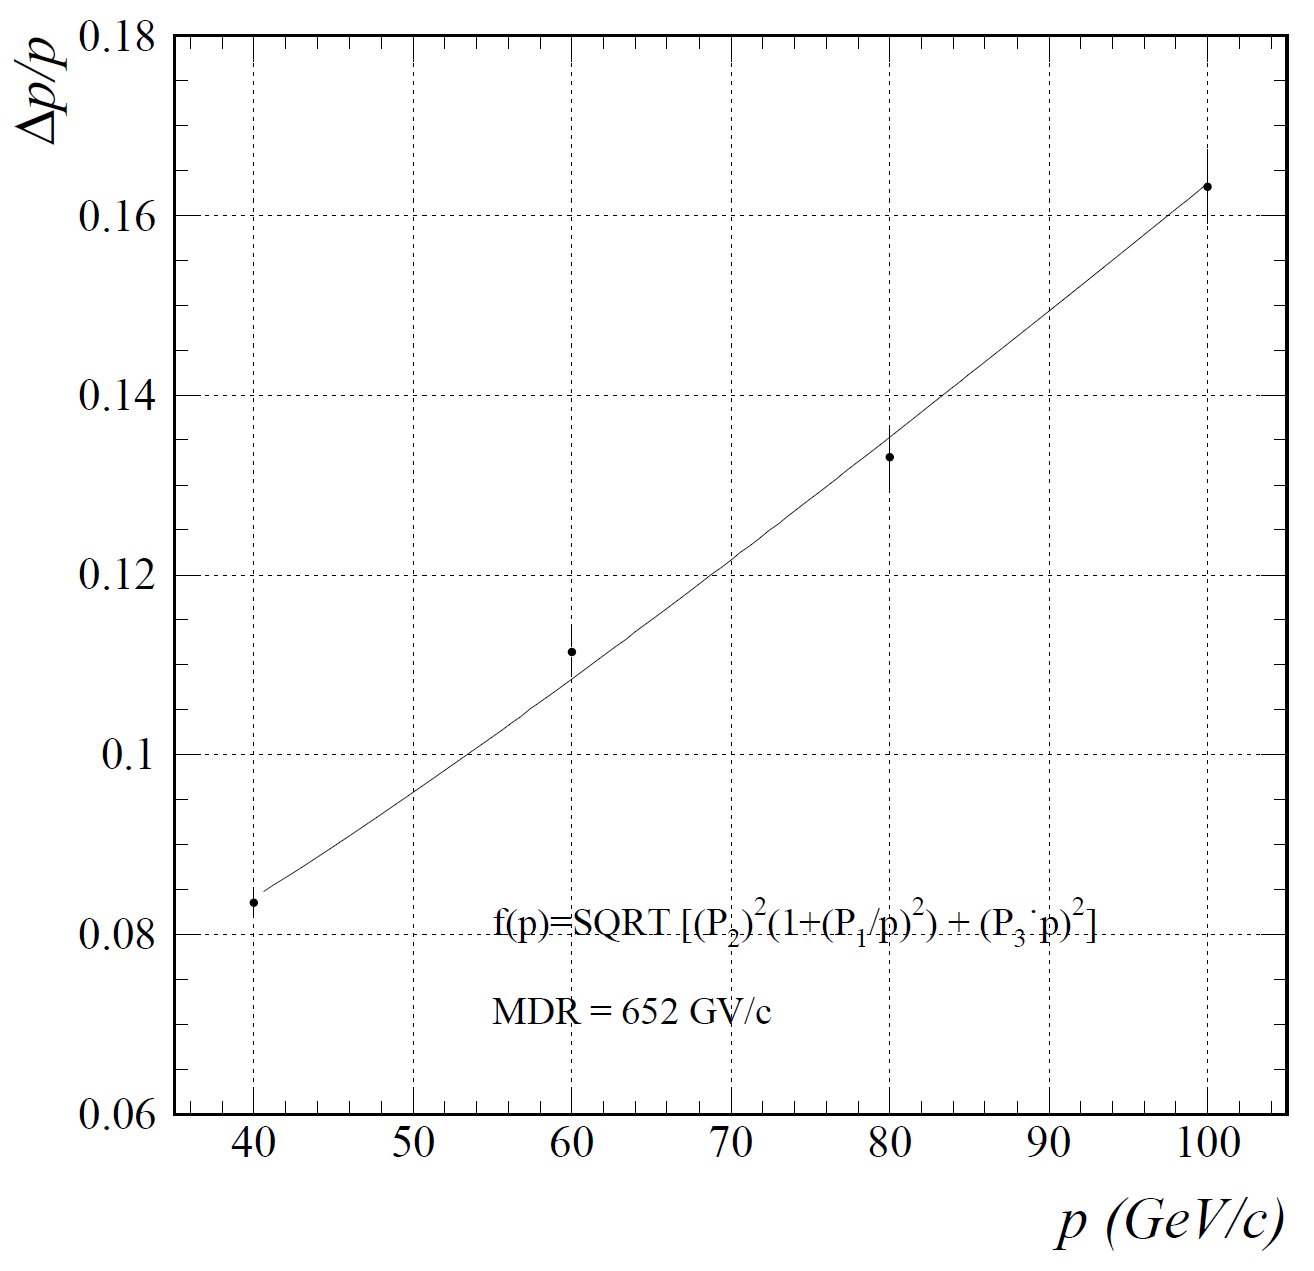 Δp/p
0.18
0.16
0.14
0.12
0.1
0.08
0.06
f(p)=SQRT [(P₂)²(1+(P₁/p)²) + (P₃·p)²]
MDR = 652 GV/c
40 50 60 70 80 90 100
p (GeV/c)